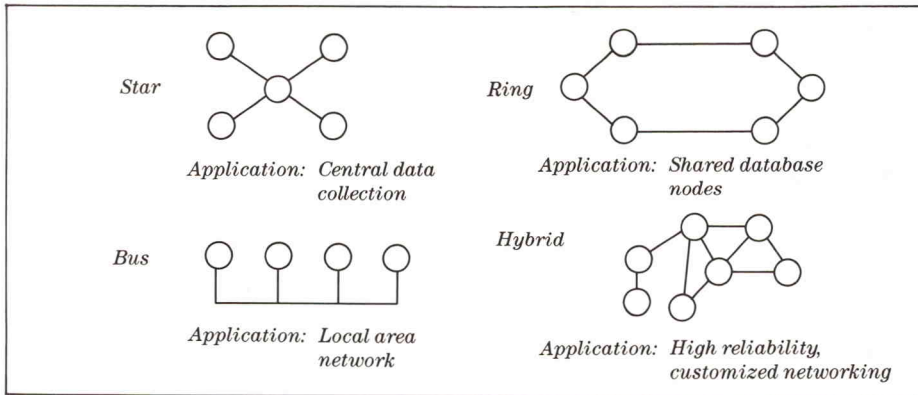 Star
Application: Central data
collection
Ring
Application: Shared database
nodes
Bus
Application: Local area
network
Hybrid
Application: High reliability,
customized networking